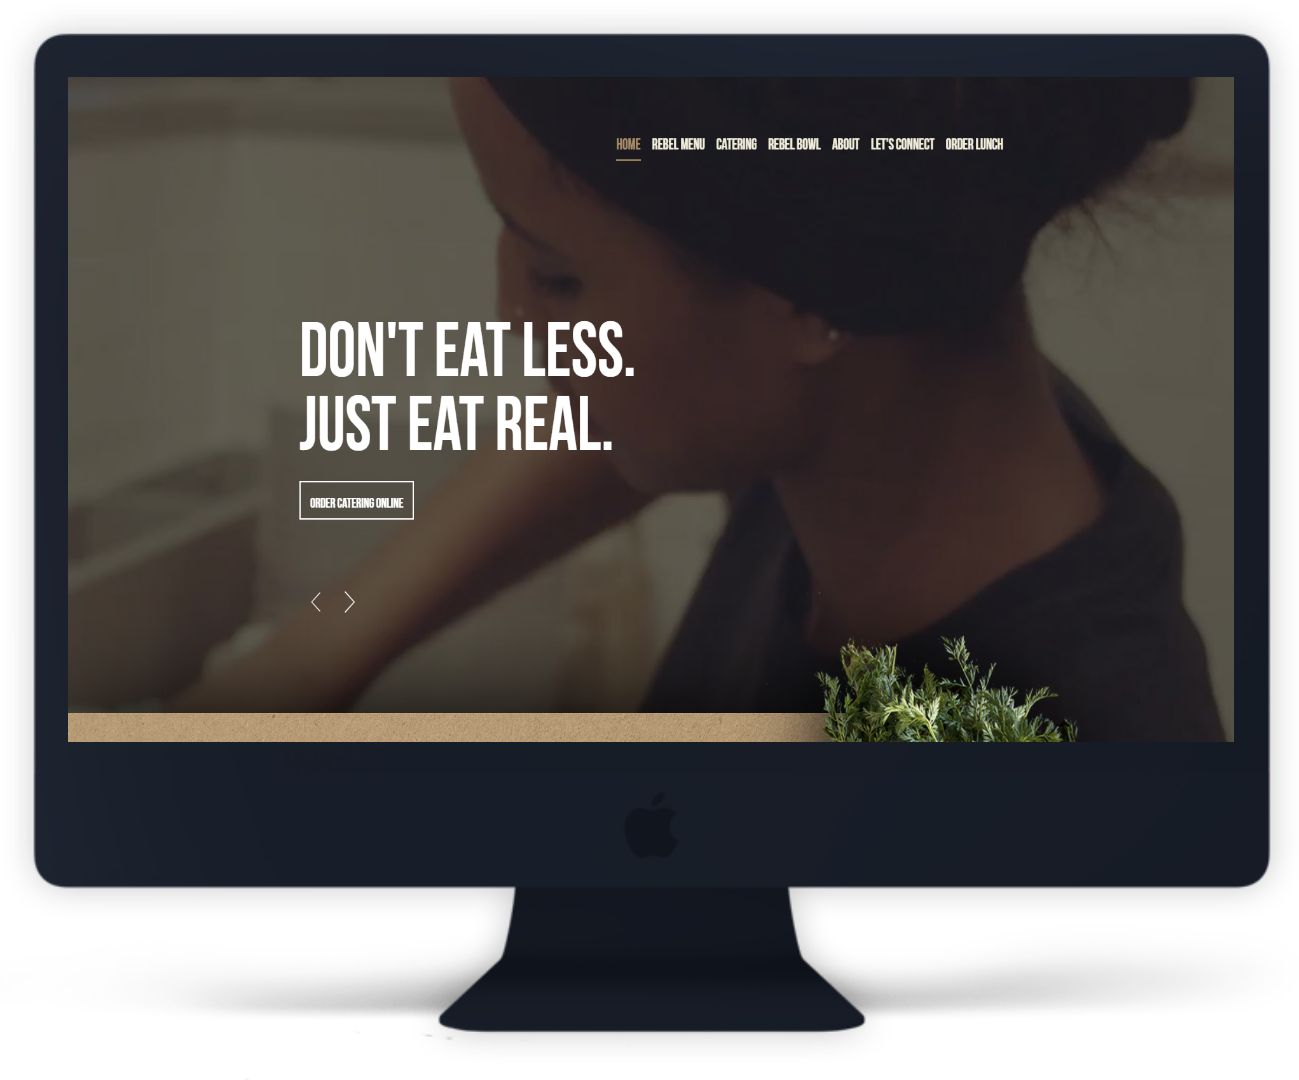 HOME REBEL MENU CATERING REBEL BOWL ABOUT LET'S CONNECT ORDER LUNCH
DON'T EAT LESS.
JUST EAT REAL.
ORDER CATERING ONLINE